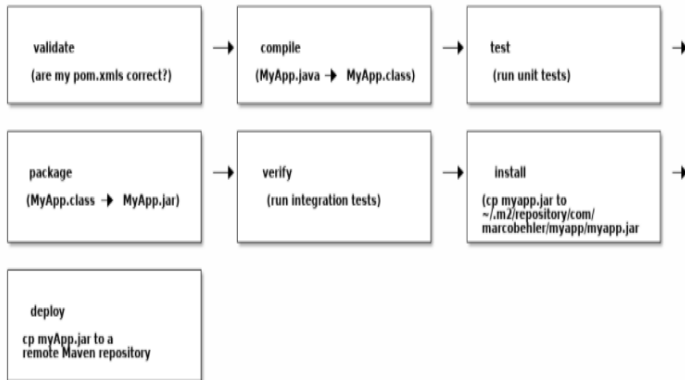 validate
(are my pom.xmls correct?)
compile
(MyApp.java → MyApp.class)
test
(run unit tests)
package
(MyApp.class → MyApp.jar)
verify
(run integration tests)
install
(cp myapp.jar to
~/.m2/repository/com/
marcobehler/myapp/myapp.jar
deploy
cp myApp.jar to a
remote Maven repository